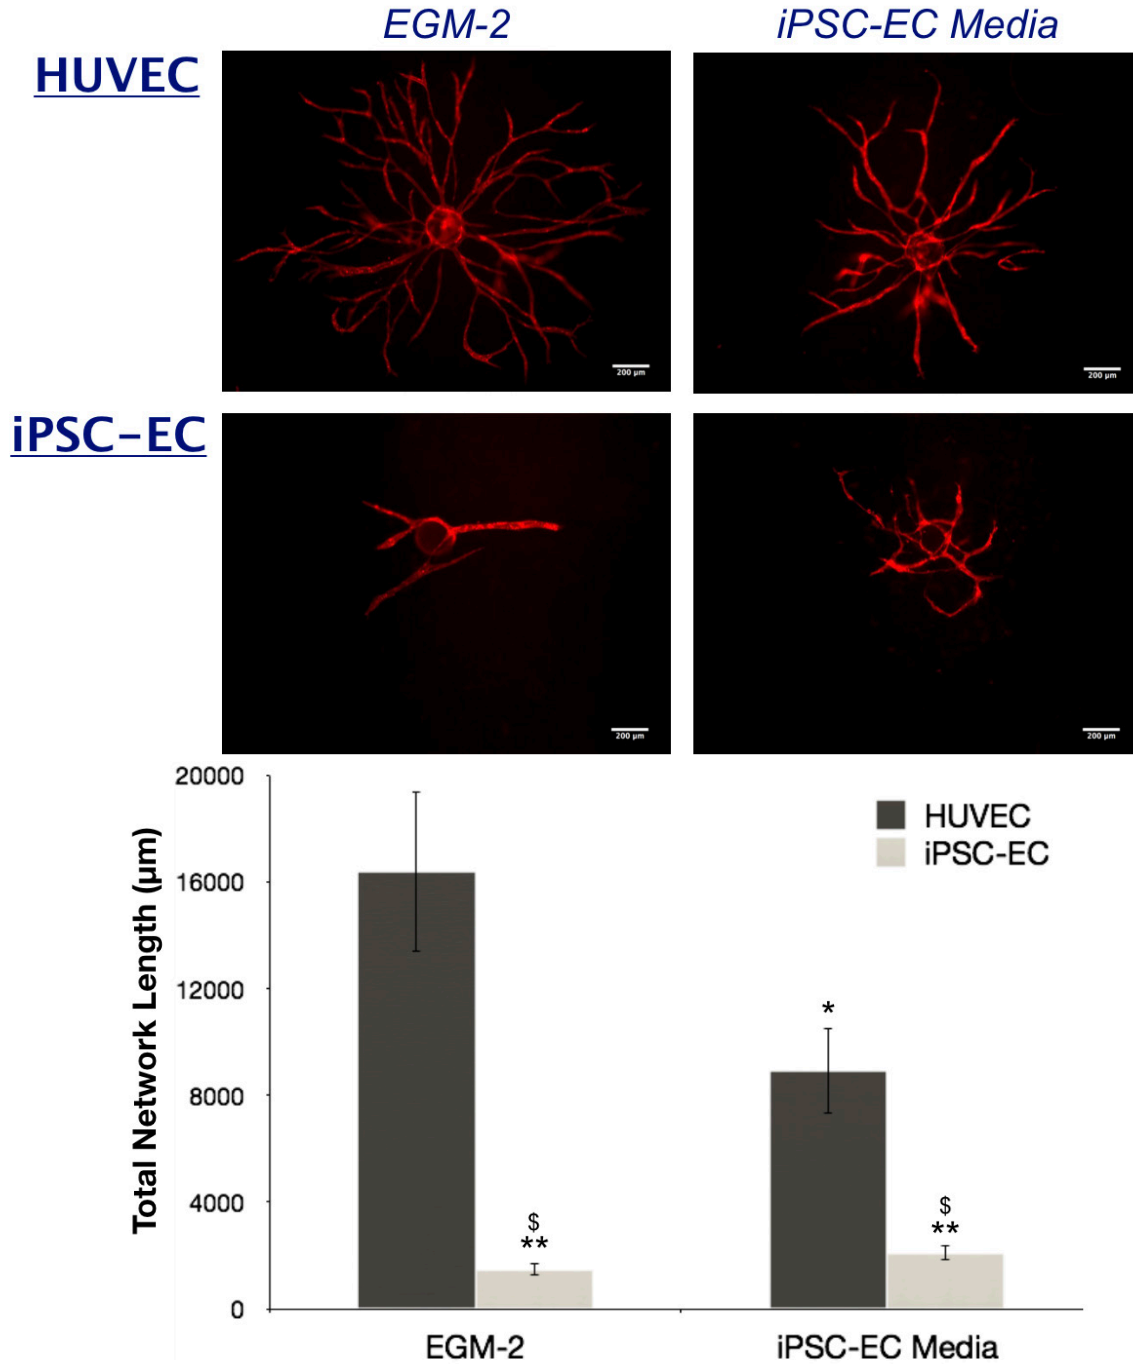 EGM-2
iPSC-EC Media
HUVEC
200 µm
200 µm
iPSC-EC
200 µm
200 µm
Total Network Length (µm)
20000
16000
12000
8000
4000
0
HUVEC
iPSC-EC
*
$
**
$
**
EGM-2
iPSC-EC Media